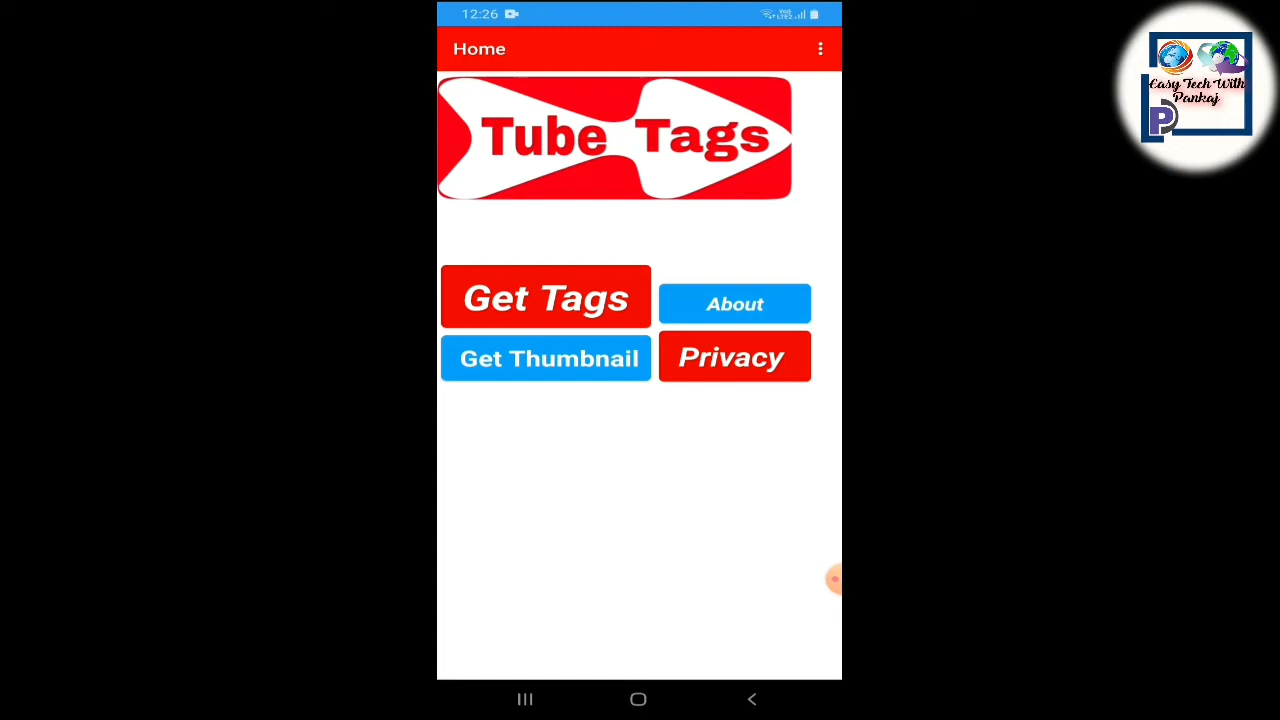 12:26
Home
Tube Tags
Get Tags
About
Get Thumbnail
Privacy
Easy Tech With
Pankaj